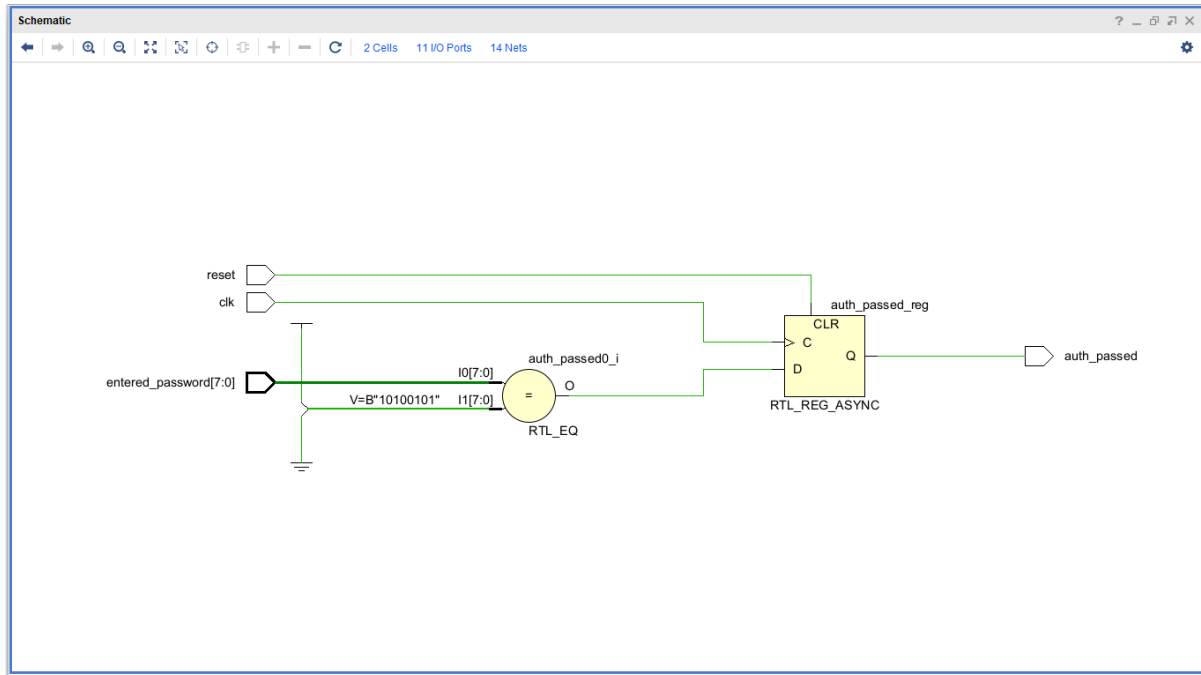 Schematic
2 Cells 11 I/O Ports 14 Nets
reset
clk
auth_passed_reg
CLR
C
Q
D
RTL_REG_ASYNC
auth_passed
entered_password[7:0]
auth_passed0_i
I0[7:0]
O
=
V=B"10100101" I1[7:0]
RTL_EQ